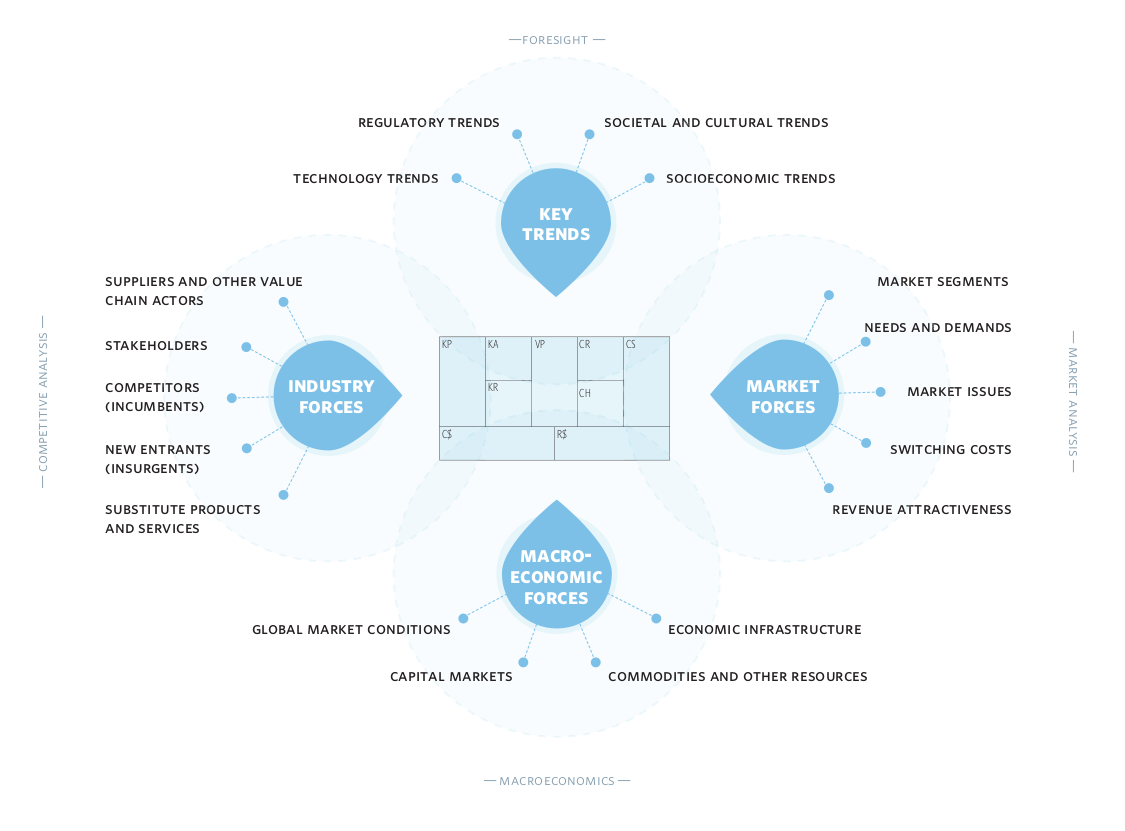 —FORESIGHT —
REGULATORY TRENDS
SOCIETAL AND CULTURAL TRENDS
TECHNOLOGY TRENDS
SOCIOECONOMIC TRENDS
KEY
TRENDS
— COMPETITIVE ANALYSIS —
SUPPLIERS AND OTHER VALUE
CHAIN ACTORS
STAKEHOLDERS
COMPETITORS
(INCUMBENTS)
NEW ENTRANTS
(INSURGENTS)
SUBSTITUTE PRODUCTS
AND SERVICES
INDUSTRY
FORCES
KP
KA
VP
CR
CS
KR
CH
C$
R$
MARKET
FORCES
MARKET SEGMENTS
NEEDS AND DEMANDS
MARKET ISSUES
SWITCHING COSTS
REVENUE ATTRACTIVENESS
— MARKET ANALYSIS —
MACRO-
ECONOMIC
FORCES
GLOBAL MARKET CONDITIONS
ECONOMIC INFRASTRUCTURE
CAPITAL MARKETS
COMMODITIES AND OTHER RESOURCES
— MACROECONOMICS —